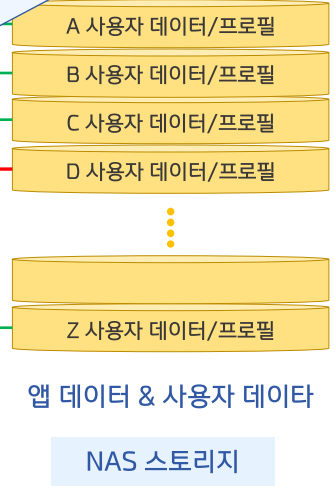 A 사용자 데이터/프로필
B 사용자 데이터/프로필
C 사용자 데이터/프로필
D 사용자 데이터/프로필
Z 사용자 데이터/프로필
앱 데이터 & 사용자 데이타
NAS 스토리지